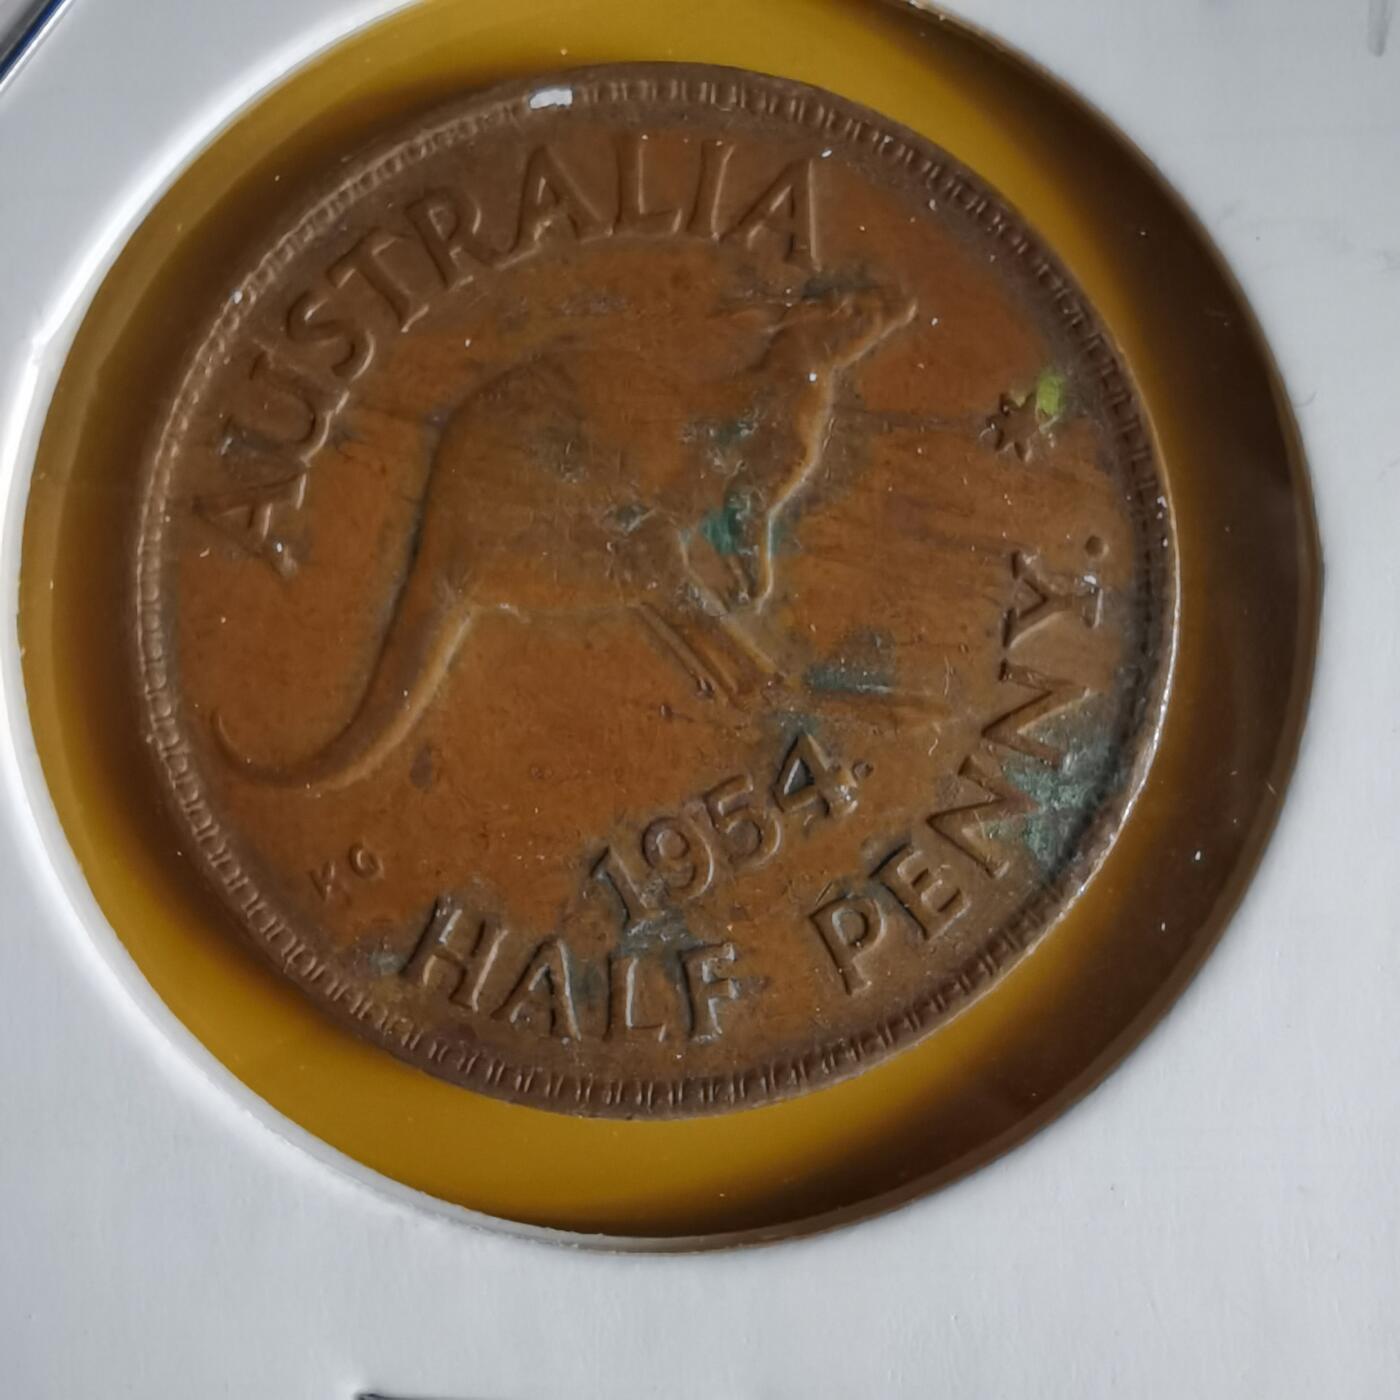 AUSTRALIA
KG
1954.
HALF PENNY.